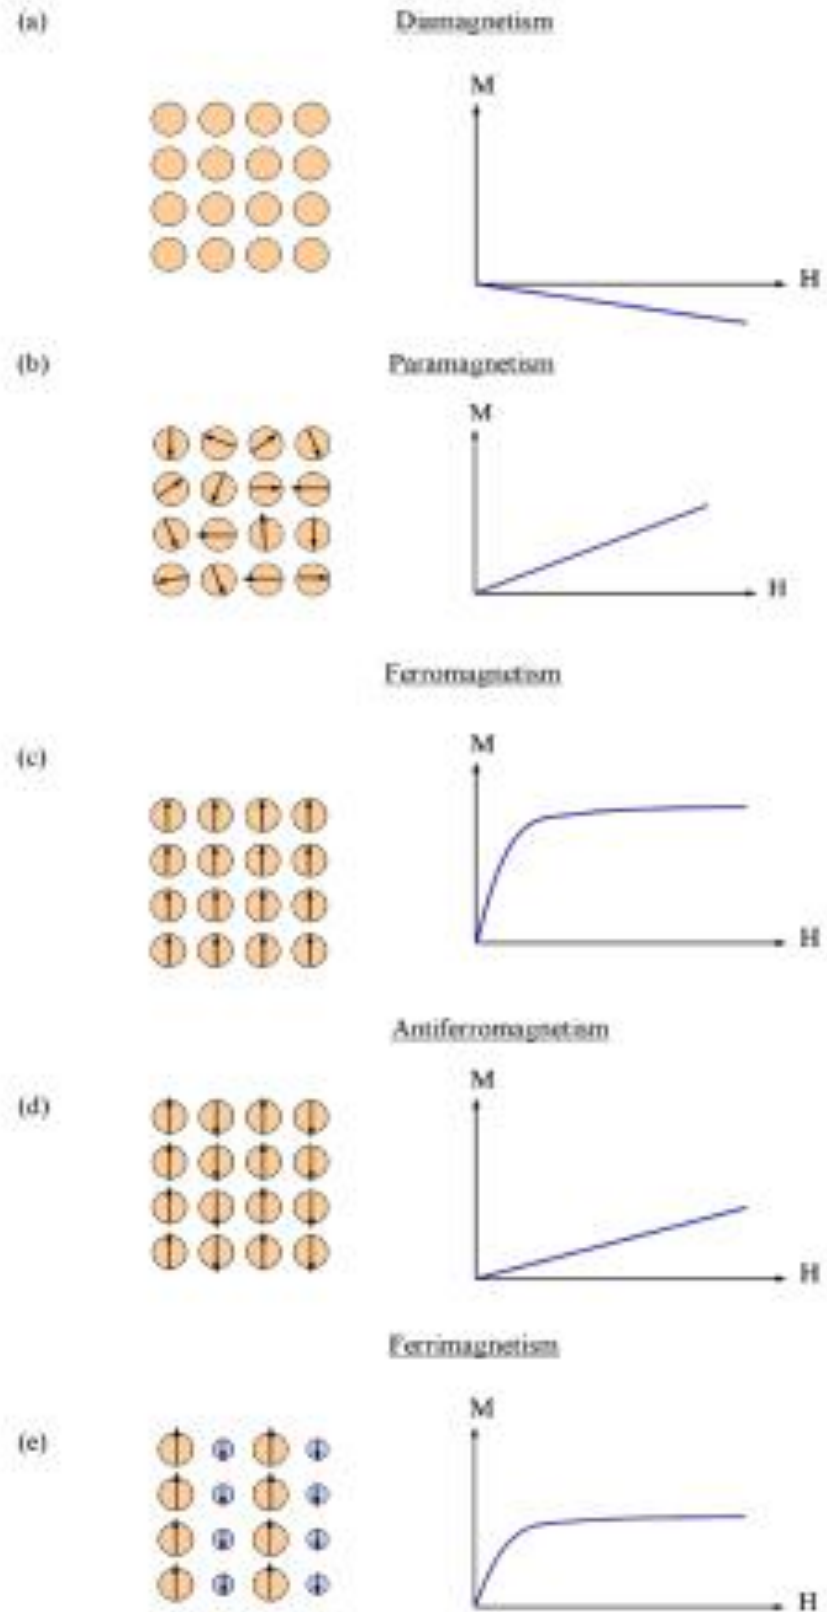 (a)
Diamagnetism
M
H
(b)
Paramagnetism
M
H
Ferromagnetism
(c)
M
H
Antiferromagnetism
(d)
M
H
Ferrimagnetism
(e)
M
H